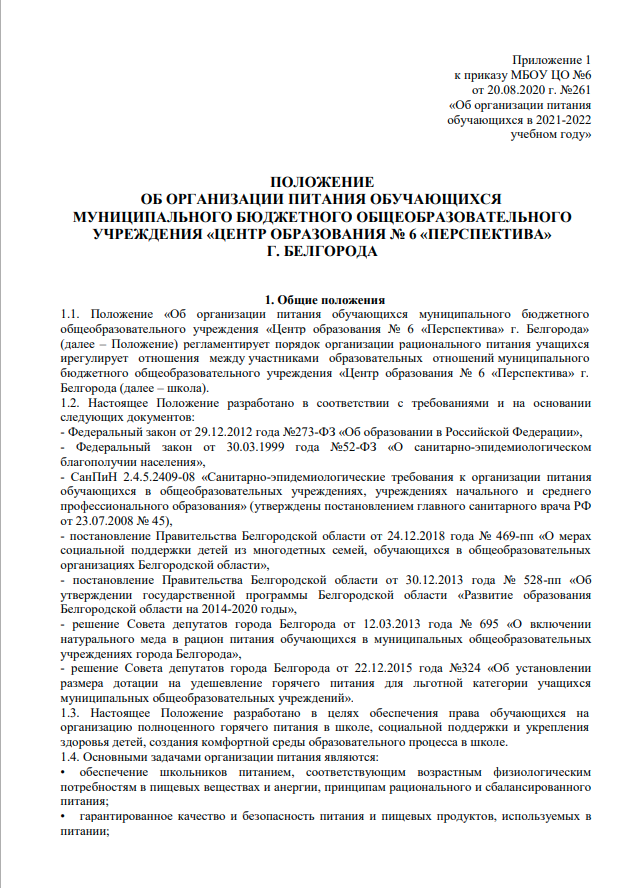 Приложение 1
к приказу МБОУ ЦО №6
от 20.08.2020 г. №261
«Об организации питания
обучающихся в 2021-2022
учебном году»
ПОЛОЖЕНИЕ
ОБ ОРГАНИЗАЦИИ ПИТАНИЯ ОБУЧАЮЩИХСЯ
МУНИЦИПАЛЬНОГО БЮДЖЕТНОГО ОБЩЕОБРАЗОВАТЕЛЬНОГО
УЧРЕЖДЕНИЯ «ЦЕНТР ОБРАЗОВАНИЯ № 6 «ПЕРСПЕКТИВА»
Г. БЕЛГОРОДА
1. Общие положения
1.1. Положение «Об организации питания обучающихся муниципального бюджетного
общеобразовательного учреждения «Центр образования № 6 «Перспектива» г. Белгорода»
(далее – Положение) регламентирует порядок организации рационального питания учащихся
ирегулирует отношения между участниками образовательных отношений муниципального
бюджетного общеобразовательного учреждения «Центр образования № 6 «Перспектива» г.
Белгорода (далее – школа).
1.2. Настоящее Положение разработано в соответствии с требованиями и на основании
следующих документов:
- Федеральный закон от 29.12.2012 года №273-ФЗ «Об образовании в Российской Федерации»,
- Федеральный закон от 30.03.1999 года №52-ФЗ «О санитарно-эпидемиологическом
благополучии населения»,
- СанПиН 2.4.5.2409-08 «Санитарно-эпидемиологические требования к организации питания
обучающихся в общеобразовательных учреждениях, учреждениях начального и среднего
профессионального образования» (утверждены постановлением главного санитарного врача РФ
от 23.07.2008 № 45),
- постановление Правительства Белгородской области от 24.12.2018 года № 469-пп «О мерах
социальной поддержки детей из многодетных семей, обучающихся в общеобразовательных
организациях Белгородской области»,
- постановление Правительства Белгородской области от 30.12.2013 года № 528-пп «Об
утверждении государственной программы Белгородской области «Развитие образования
Белгородской области на 2014-2020 годы»,
- решение Совета депутатов города Белгорода от 12.03.2013 года № 695 «О включении
натурального меда в рацион питания обучающихся в муниципальных общеобразовательных
учреждениях города Белгорода»,
- решение Совета депутатов города Белгорода от 22.12.2015 года №324 «Об установлении
размера дотации на удешевление горячего питания для льготной категории учащихся
муниципальных общеобразовательных учреждений».
1.3. Настоящее Положение разработано в целях обеспечения права обучающихся на
организацию полноценного горячего питания в школе, социальной поддержки и укрепления
здоровья детей, создания комфортной среды образовательного процесса в школе.
1.4. Основными задачами организации питания являются:
• обеспечение школьников питанием, соответствующим возрастным физиологическим
потребностям в пищевых веществах и анергии, принципам рационального и сбалансированного
питания;
• гарантированное качество и безопасность питания и пищевых продуктов, используемых в
питании;